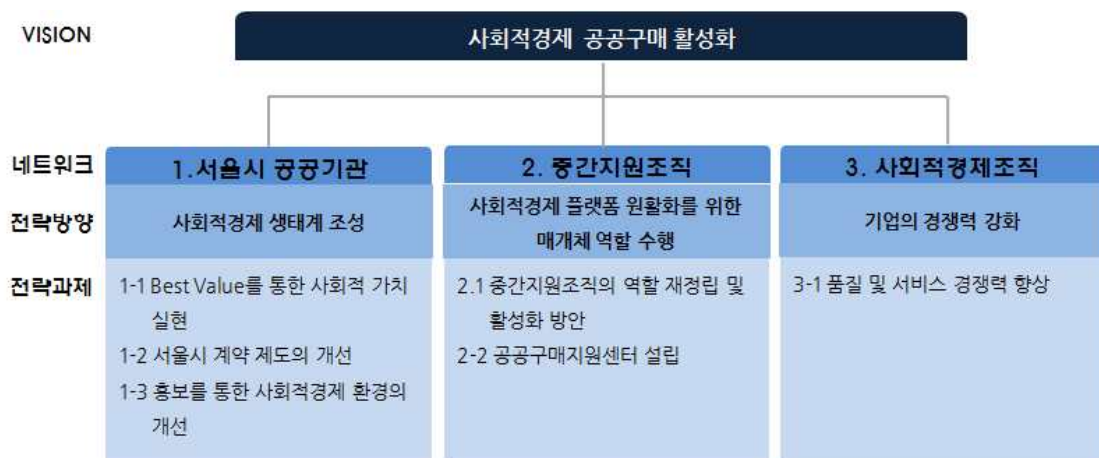 VISION
사회적경제 공공구매 활성화
네트워크
1.서울시 공공기관
2. 중간지원조직
3. 사회적경제조직
전략방향
사회적경제 생태계 조성
사회적경제 플랫폼 원활화를 위한
매개체 역할 수행
기업의 경쟁력 강화
전략과제
1-1 Best Value를 통한 사회적 가치
실현
1-2 서울시 계약 제도의 개선
1-3 홍보를 통한 사회적경제 환경의
개선
2.1 중간지원조직의 역할 재정립 및
활성화 방안
2-2 공공구매지원센터 설립
3-1 품질 및 서비스 경쟁력 향상